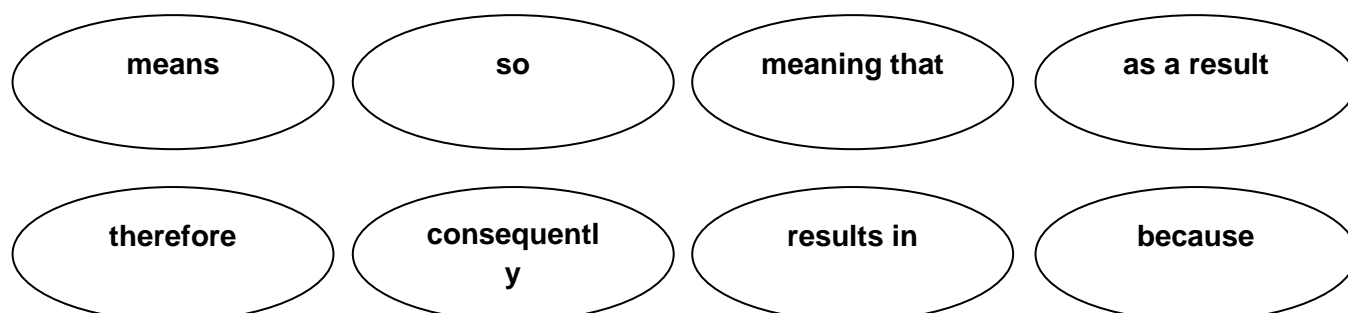 means
so
meaning that
as a result
therefore
consequentl
y
results in
because